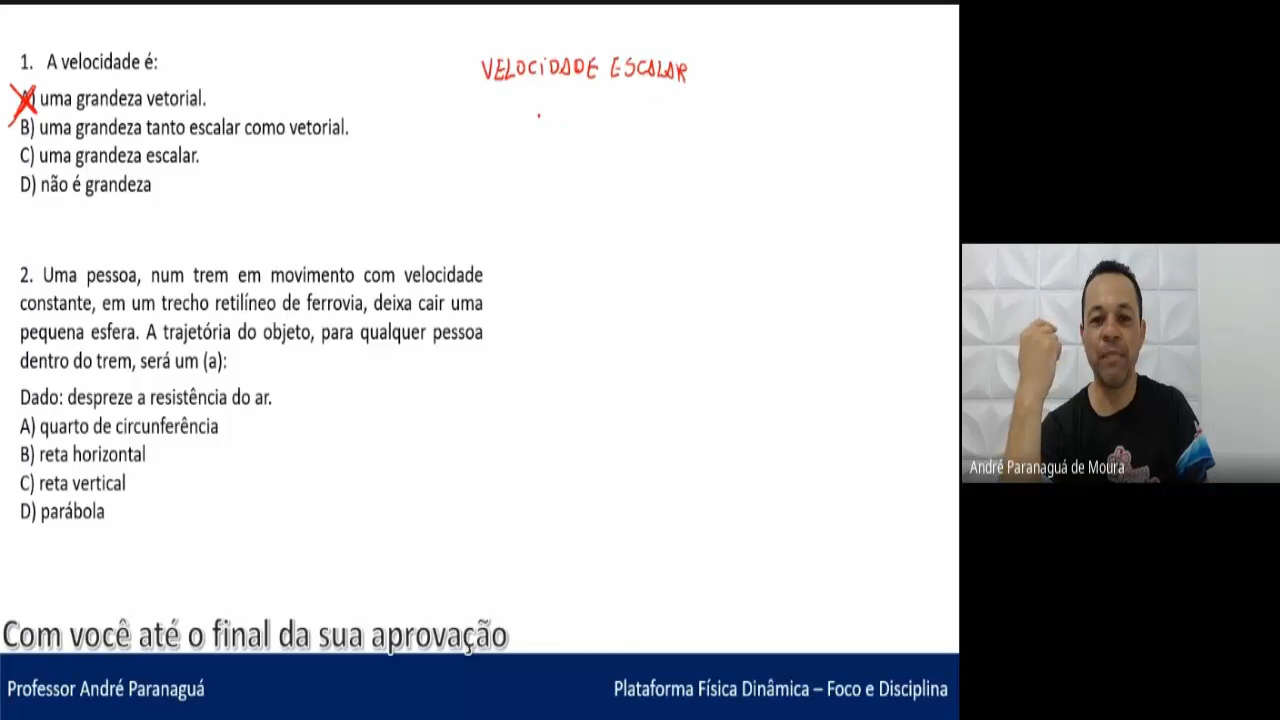 1. A velocidade é:
VELOCIDADE ESCALAR
A) uma grandeza vetorial.
B) uma grandeza tanto escalar como vetorial.
C) uma grandeza escalar.
D) não é grandeza
2. Uma pessoa, num trem em movimento com velocidade
constante, em um trecho retilíneo de ferrovia, deixa cair uma
pequena esfera. A trajetória do objeto, para qualquer pessoa
dentro do trem, será um (a):
Dado: despreze a resistência do ar.
A) quarto de circunferência
B) reta horizontal
C) reta vertical
D) parábola
André Paranaguá de Moura
Com você até o final da sua aprovação
Professor André Paranaguá
Plataforma Física Dinâmica – Foco e Disciplina